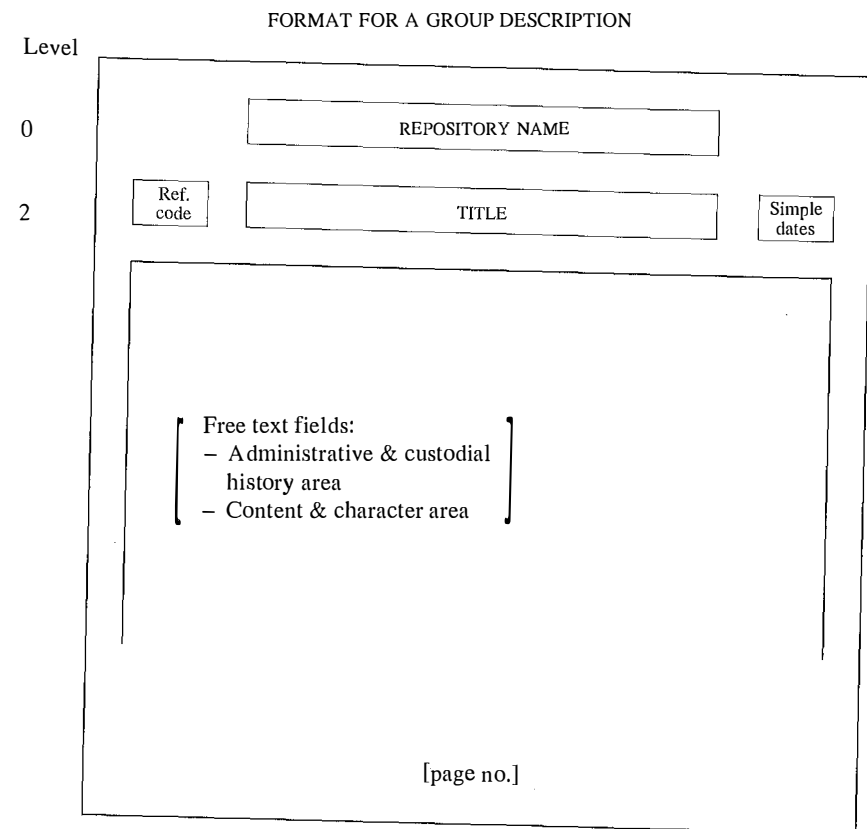 FORMAT FOR A GROUP DESCRIPTION
Level
0
REPOSITORY NAME
2
Ref.
code
TITLE
Simple
dates
Free text fields:
– Administrative & custodial
history area
– Content & character area
[page no.]